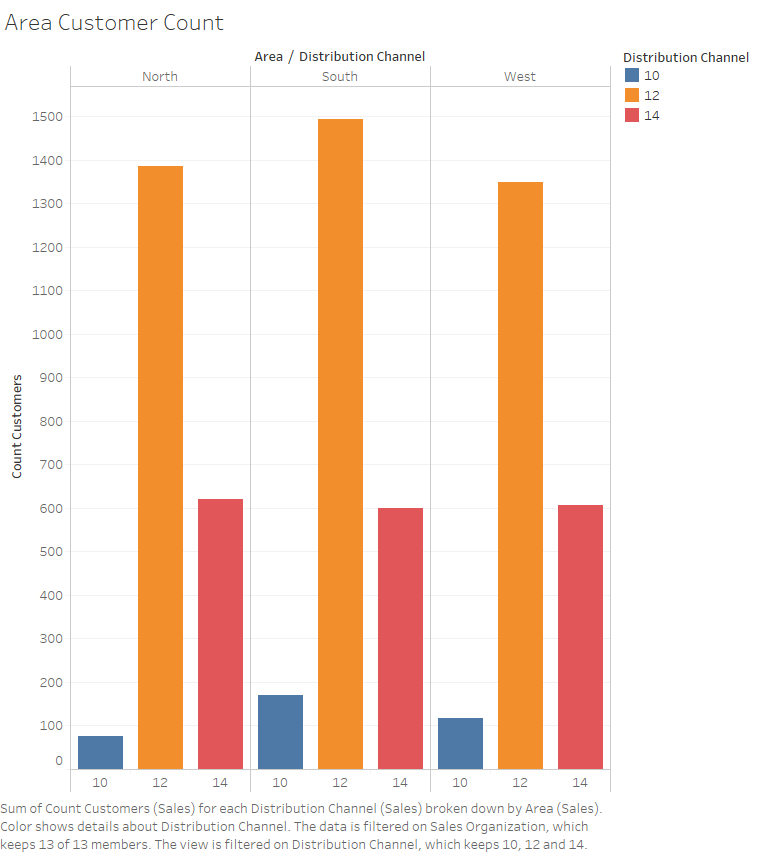 Area Customer Count
Area / Distribution Channel
Distribution Channel
North South West
10
12
14
1500
1400
1300
1200
1100
1000
900
800
700
600
500
400
300
200
100
0
Count Customers
10 12 14 10 12 14 10 12 14
Sum of Count Customers (Sales) for each Distribution Channel (Sales) broken down by Area (Sales).
Color shows details about Distribution Channel. The data is filtered on Sales Organization, which
keeps 13 of 13 members. The view is filtered on Distribution Channel, which keeps 10, 12 and 14.